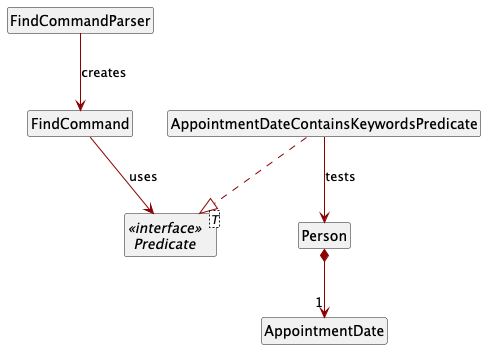 FindCommandParser
creates
FindCommand
AppointmentDateContainsKeywordsPredicate
uses
tests
«interface»
Predicate
T
Person
1
AppointmentDate